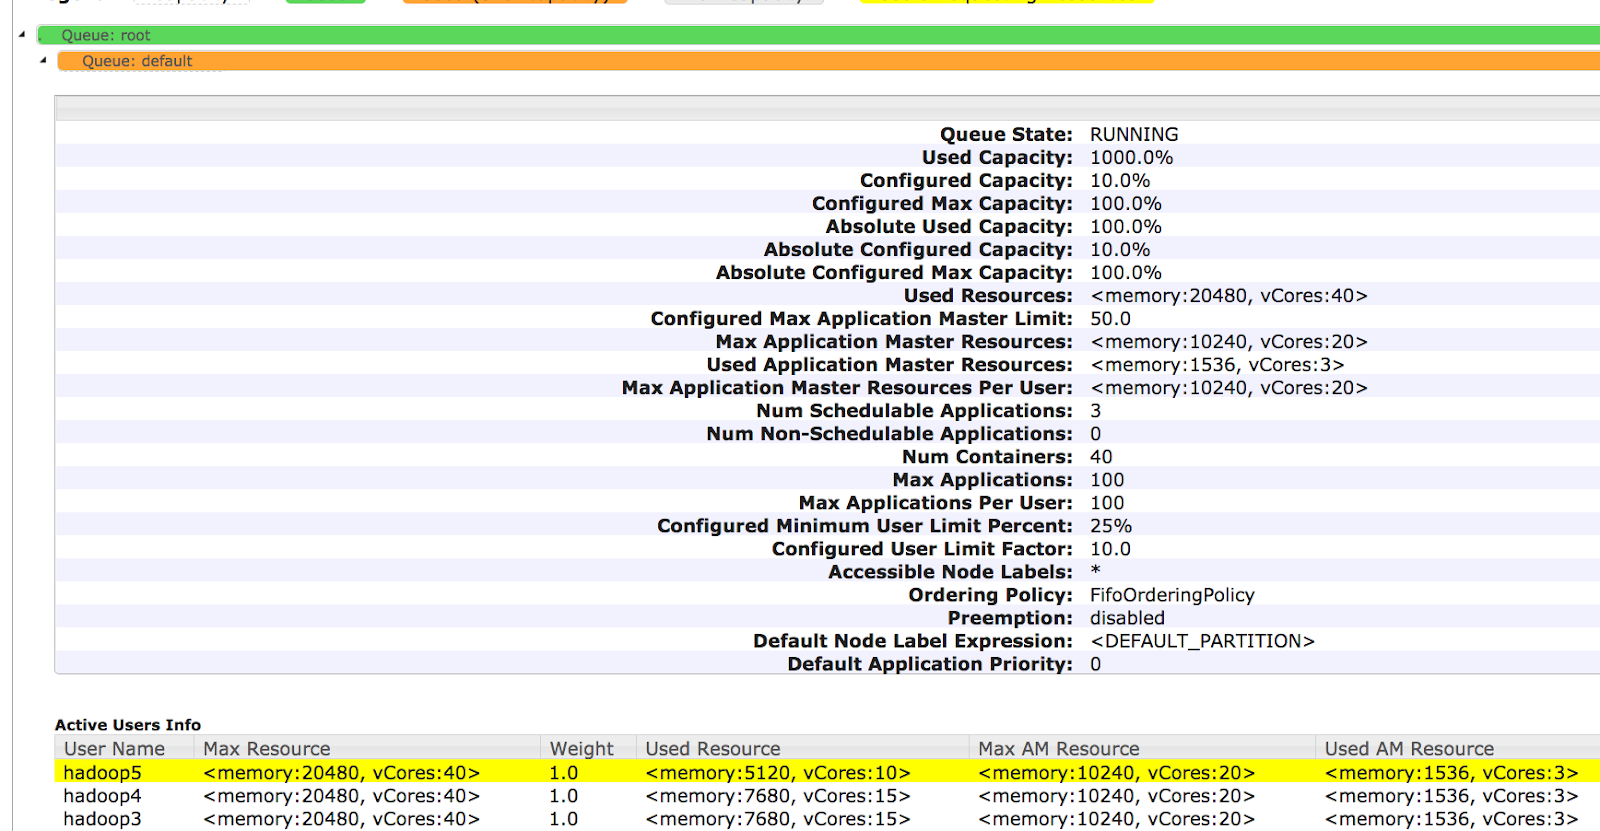 Queue: root
Queue: default
Queue State: RUNNING
Used Capacity: 1000.0%
Configured Capacity: 10.0%
Configured Max Capacity: 100.0%
Absolute Used Capacity: 100.0%
Absolute Configured Capacity: 10.0%
Absolute Configured Max Capacity: 100.0%
Used Resources: <memory:20480, vCores:40>
Configured Max Application Master Limit: 50.0
Max Application Master Resources: <memory:10240, vCores:20>
Used Application Master Resources: <memory:1536, vCores:3>
Max Application Master Resources Per User: <memory:10240, vCores:20>
Num Schedulable Applications: 3
Num Non-Schedulable Applications: 0
Num Containers: 40
Max Applications: 100
Max Applications Per User: 100
Configured Minimum User Limit Percent: 25%
Configured User Limit Factor: 10.0
Accessible Node Labels: *
Ordering Policy: FifoOrderingPolicy
Preemption: disabled
Default Node Label Expression: <DEFAULT_PARTITION>
Default Application Priority: 0
Active Users Info
User Name Max Resource Weight Used Resource Max AM Resource Used AM Resource
hadoop5 <memory:20480, vCores:40> 1.0 <memory:5120, vCores:10> <memory:10240, vCores:20> <memory:1536, vCores:3>
hadoop4 <memory:20480, vCores:40> 1.0 <memory:7680, vCores:15> <memory:10240, vCores:20> <memory:1536, vCores:3>
hadoop3 <memory:20480, vCores:40> 1.0 <memory:7680, vCores:15> <memory:10240, vCores:20> <memory:1536, vCores:3>